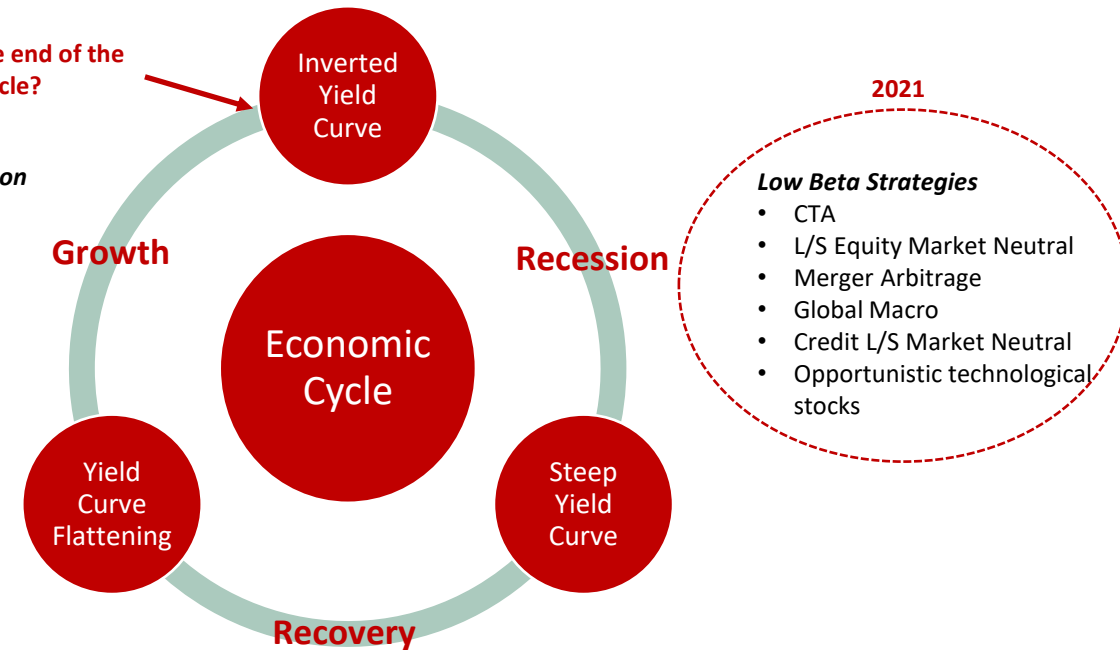 e end of the
cle?
on
Inverted
Yield
Curve
2021
Low Beta Strategies
• CTA
• L/S Equity Market Neutral
• Merger Arbitrage
• Global Macro
• Credit L/S Market Neutral
• Opportunistic technological
stocks
Growth
Recession
Economic
Cycle
Yield
Curve
Flattening
Steep
Yield
Curve
Recovery